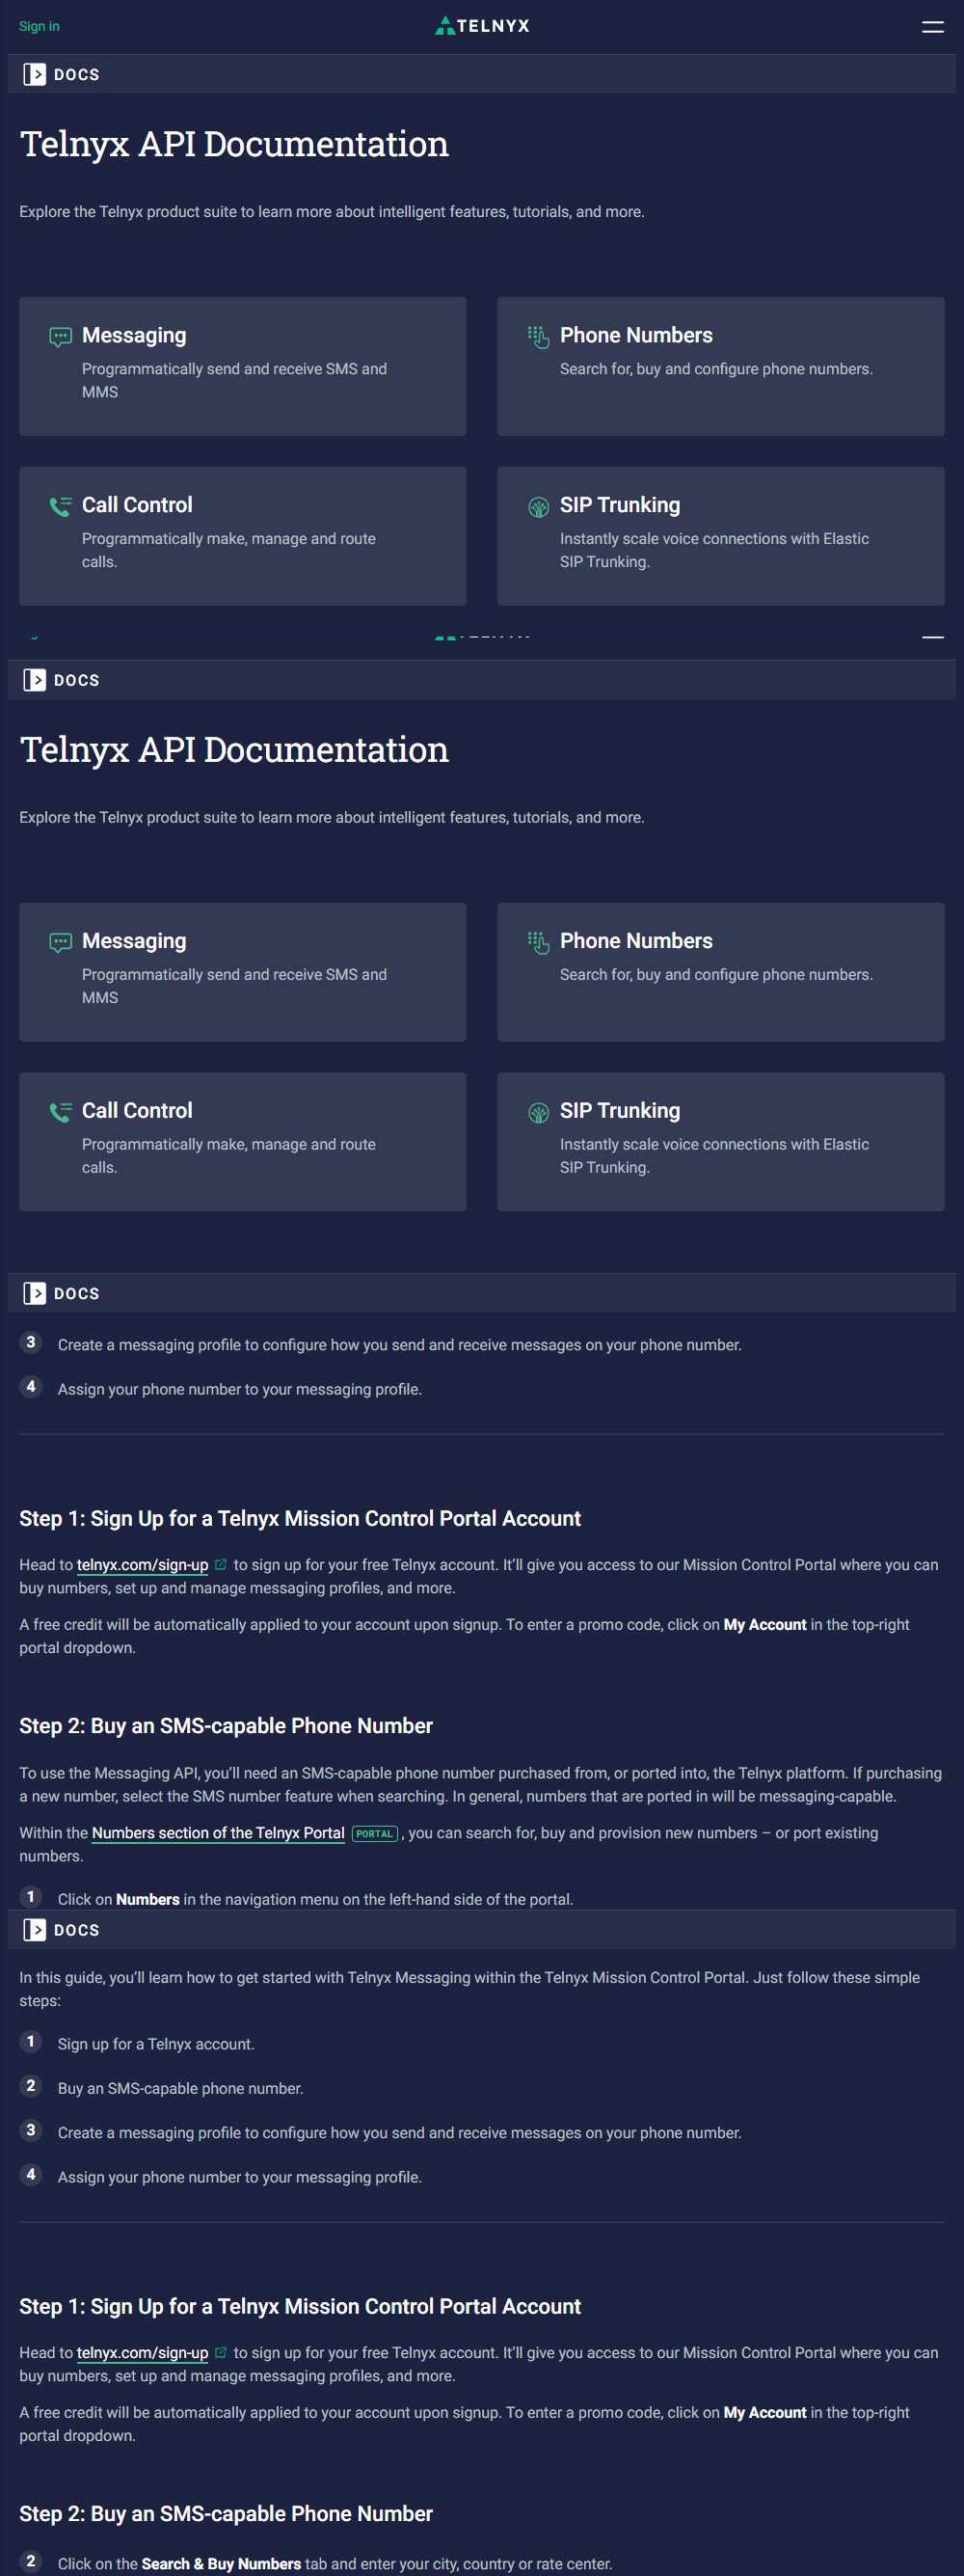 Sign in
TELNYX
DOCS
Telnyx API Documentation
Explore the Telnyx product suite to learn more about intelligent features, tutorials, and more.
Messaging
Programmatically send and receive SMS and
MMS
Phone Numbers
Search for, buy and configure phone numbers.
Call Control
Programmatically make, manage and route
calls.
SIP Trunking
Instantly scale voice connections with Elastic
SIP Trunking.
DOCS
Telnyx API Documentation
Explore the Telnyx product suite to learn more about intelligent features, tutorials, and more.
Messaging
Programmatically send and receive SMS and
MMS
Phone Numbers
Search for, buy and configure phone numbers.
Call Control
Programmatically make, manage and route
calls.
SIP Trunking
Instantly scale voice connections with Elastic
SIP Trunking.
DOCS
3 Create a messaging profile to configure how you send and receive messages on your phone number.
4 Assign your phone number to your messaging profile.
Step 1: Sign Up for a Telnyx Mission Control Portal Account
Head to telnyx.com/sign-up to sign up for your free Telnyx account. It’ll give you access to our Mission Control Portal where you can
buy numbers, set up and manage messaging profiles, and more.
A free credit will be automatically applied to your account upon signup. To enter a promo code, click on My Account in the top-right
portal dropdown.
Step 2: Buy an SMS-capable Phone Number
To use the Messaging API, you’ll need an SMS-capable phone number purchased from, or ported into, the Telnyx platform. If purchasing
a new number, select the SMS number feature when searching. In general, numbers that are ported in will be messaging-capable.
Within the Numbers section of the Telnyx Portal PORTAL , you can search for, buy and provision new numbers – or port existing
numbers.
1 Click on Numbers in the navigation menu on the left-hand side of the portal.
DOCS
In this guide, you’ll learn how to get started with Telnyx Messaging within the Telnyx Mission Control Portal. Just follow these simple
steps:
1 Sign up for a Telnyx account.
2 Buy an SMS-capable phone number.
3 Create a messaging profile to configure how you send and receive messages on your phone number.
4 Assign your phone number to your messaging profile.
Step 1: Sign Up for a Telnyx Mission Control Portal Account
Head to telnyx.com/sign-up to sign up for your free Telnyx account. It’ll give you access to our Mission Control Portal where you can
buy numbers, set up and manage messaging profiles, and more.
A free credit will be automatically applied to your account upon signup. To enter a promo code, click on My Account in the top-right
portal dropdown.
Step 2: Buy an SMS-capable Phone Number
2 Click on the Search & Buy Numbers tab and enter your city, country or rate center.